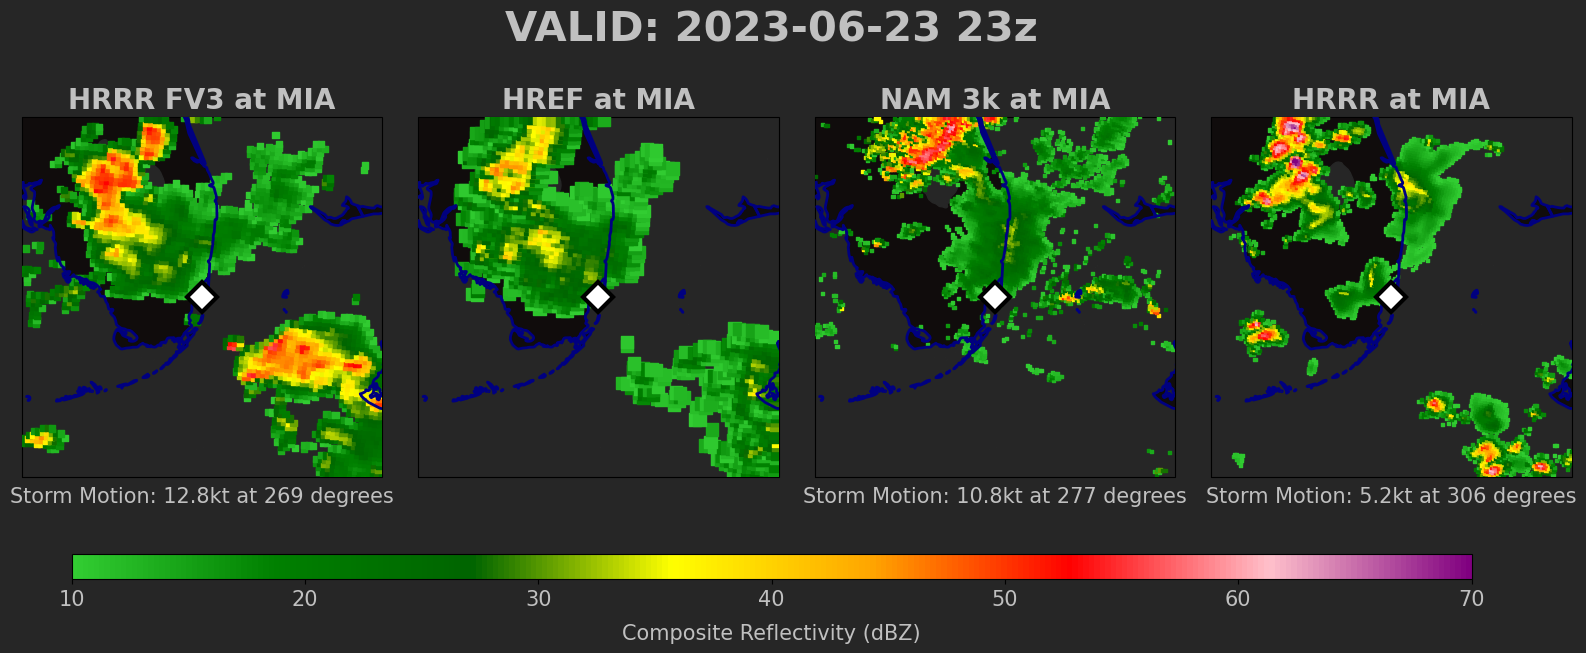 VALID: 2023-06-23 23z
HRRR FV3 at MIA
HREF at MIA
NAM 3k at MIA
HRRR at MIA
Storm Motion: 12.8kt at 269 degrees
Storm Motion: 10.8kt at 277 degrees
Storm Motion: 5.2kt at 306 degrees
10 20 30 40 50 60 70
Composite Reflectivity (dBZ)